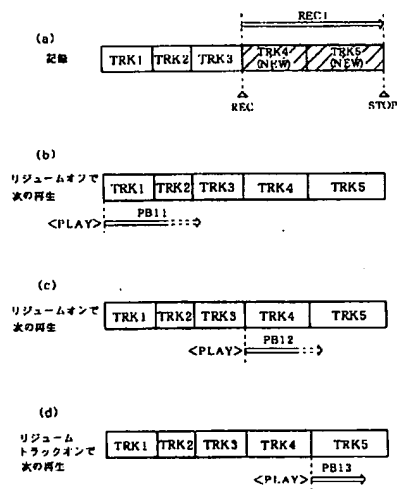 REC1
(a)
記録
TRK1 TRK2 TRK3 TRK4 (NEW) TRK5 (NEW)
REC STOP
(b)
リジュームオンで
次の再生
TRK1 TRK2 TRK3 TRK4 TRK5
<PLAY> PB11
(c)
リジュームオンで
次の再生
TRK1 TRK2 TRK3 TRK4 TRK5
<PLAY> PB12
(d)
リジューム
トラックオンで
次の再生
TRK1 TRK2 TRK3 TRK4 TRK5
<PLAY> PB13